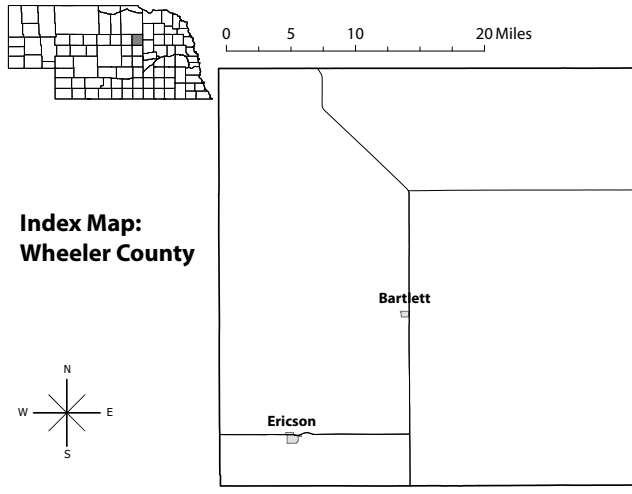 0 5 10 20 Miles
Index Map:
Wheeler County
Bartlett
N
W E
S
Ericson